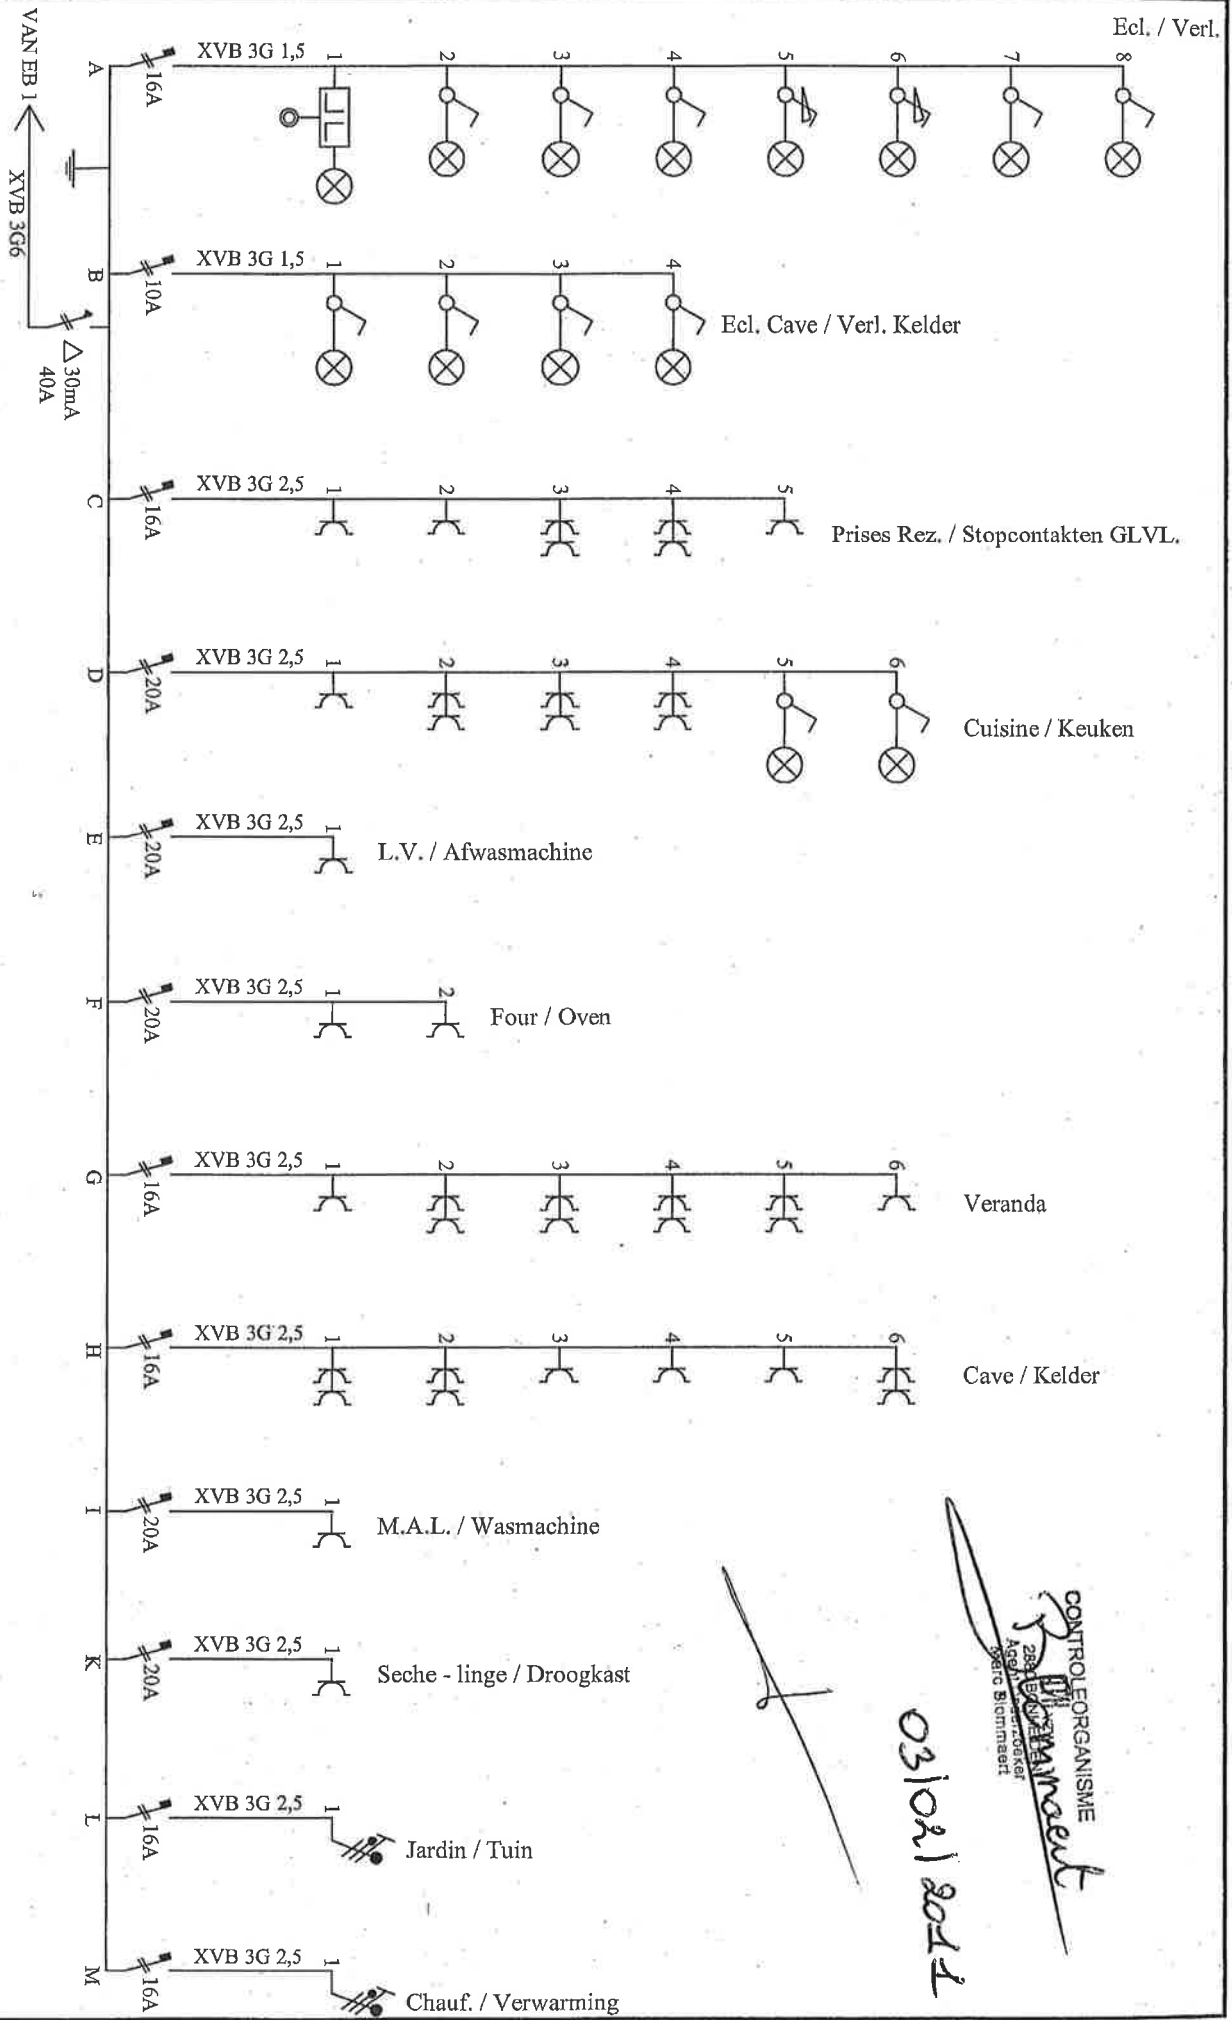 Ecl. / Verl.
A
16A
XVB 3G 1,5
1 2 3 4 5 6 7 8
VAN EB 1
XVB 3G6
B
10A
XVB 3G 1,5
1 2 3 4
Ecl. Cave / Verl. Kelder
△ 30mA
40A
C
16A
XVB 3G 2,5
1 2 3 4 5
Prises Rez. / Stopcontakten GLVL.
D
20A
XVB 3G 2,5
1 2 3 4 5 6
Cuisine / Keuken
E
20A
XVB 3G 2,5
1
L.V. / Afwasmachine
F
20A
XVB 3G 2,5
1 2
Four / Oven
G
16A
XVB 3G 2,5
1 2 3 4 5 6
Veranda
H
16A
XVB 3G 2,5
1 2 3 4 5 6
Cave / Kelder
I
20A
XVB 3G 2,5
1
M.A.L. / Wasmachine
K
20A
XVB 3G 2,5
1
Seche - linge / Droogkast
L
16A
XVB 3G 2,5
1
Jardin / Tuin
M
16A
XVB 3G 2,5
1
Chauf. / Verwarming
CONTROLEORGANISME
Marc Blommaert
03/02/2011